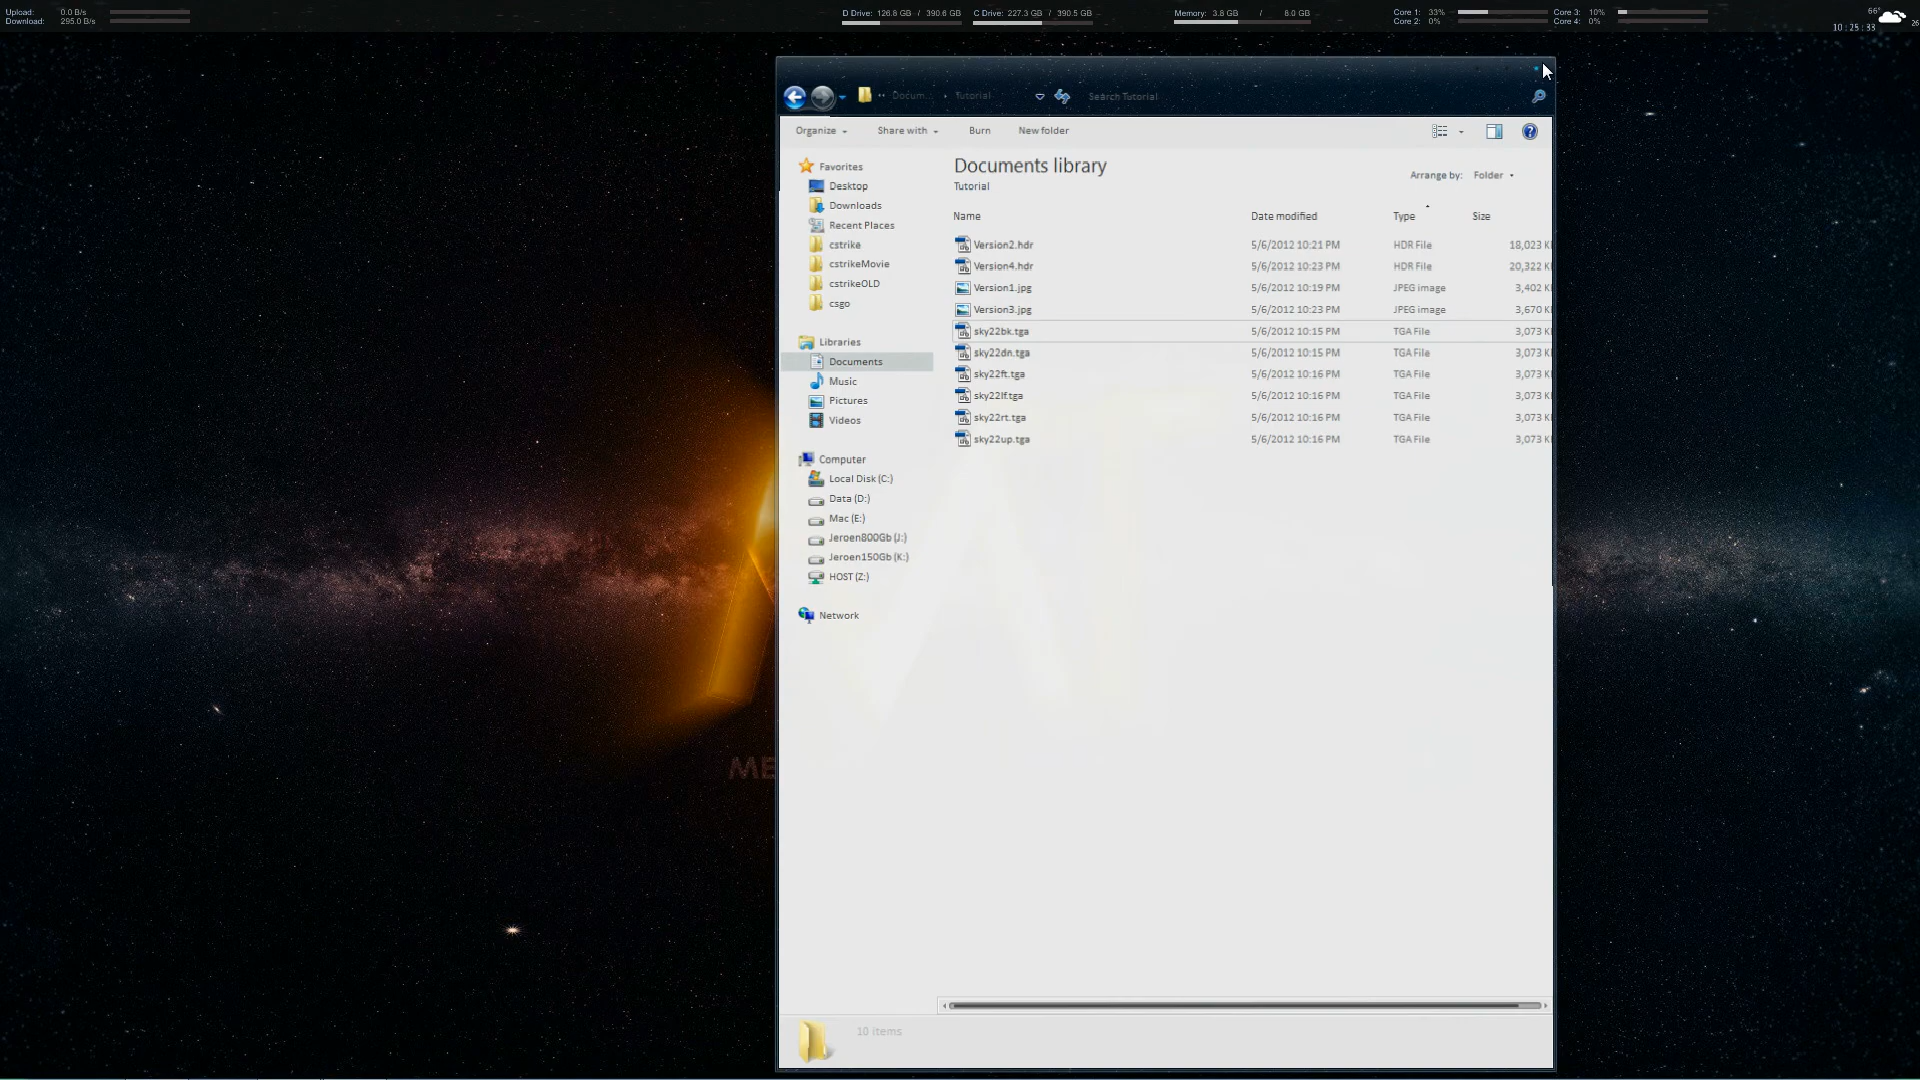 Upload: 0.0 B/s
Download: 295.0 B/s
D Drive: 126.8 GB / 390.6 GB C Drive: 227.3 GB / 390.5 GB
Memory: 3.8 GB / 8.0 GB
Core 1: 33% Core 3: 10%
Core 2: 0% Core 4: 0%
66°
10:25:33
26
Docum... Tutorial Search Tutorial
Organize Share with Burn New folder
Favorites
Desktop
Downloads
Recent Places
cstrike
cstrikeMovie
cstrikeOLD
csgo
Libraries
Documents
Music
Pictures
Videos
Computer
Local Disk (C:)
Data (D:)
Mac (E:)
Jeroen800Gb (J:)
Jeroen150Gb (K:)
HOST (Z:)
Network
Documents library
Tutorial
Arrange by: Folder
Name Date modified Type Size
Version2.hdr 5/6/2012 10:21 PM HDR File 18,023 K
Version4.hdr 5/6/2012 10:23 PM HDR File 20,322 K
Version1.jpg 5/6/2012 10:19 PM JPEG image 3,402 K
Version3.jpg 5/6/2012 10:23 PM JPEG image 3,670 K
sky22bk.tga 5/6/2012 10:15 PM TGA File 3,073 K
sky22dn.tga 5/6/2012 10:15 PM TGA File 3,073 K
sky22ft.tga 5/6/2012 10:16 PM TGA File 3,073 K
sky22lf.tga 5/6/2012 10:16 PM TGA File 3,073 K
sky22rt.tga 5/6/2012 10:16 PM TGA File 3,073 K
sky22up.tga 5/6/2012 10:16 PM TGA File 3,073 K
ME
10 items